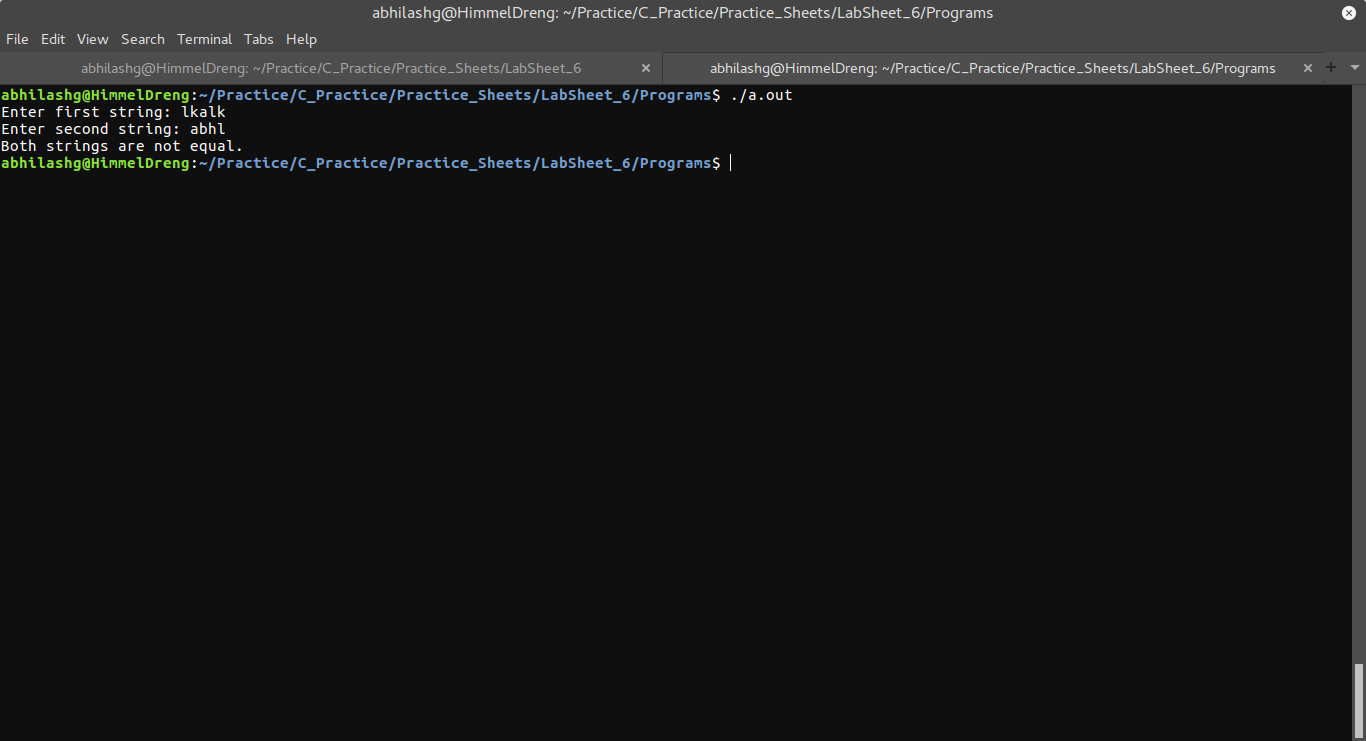 abhilashg@HimmelDreng: ~/Practice/C_Practice/Practice_Sheets/LabSheet_6/Programs
File Edit View Search Terminal Tabs Help
abhilashg@HimmelDreng: ~/Practice/C_Practice/Practice_Sheets/LabSheet_6 abhilashg@HimmelDreng: ~/Practice/C_Practice/Practice_Sheets/LabSheet_6/Programs
abhilashg@HimmelDreng:~/Practice/C_Practice/Practice_Sheets/LabSheet_6/Programs$ ./a.out
Enter first string: lkalk
Enter second string: abhl
Both strings are not equal.
abhilashg@HimmelDreng:~/Practice/C_Practice/Practice_Sheets/LabSheet_6/Programs$